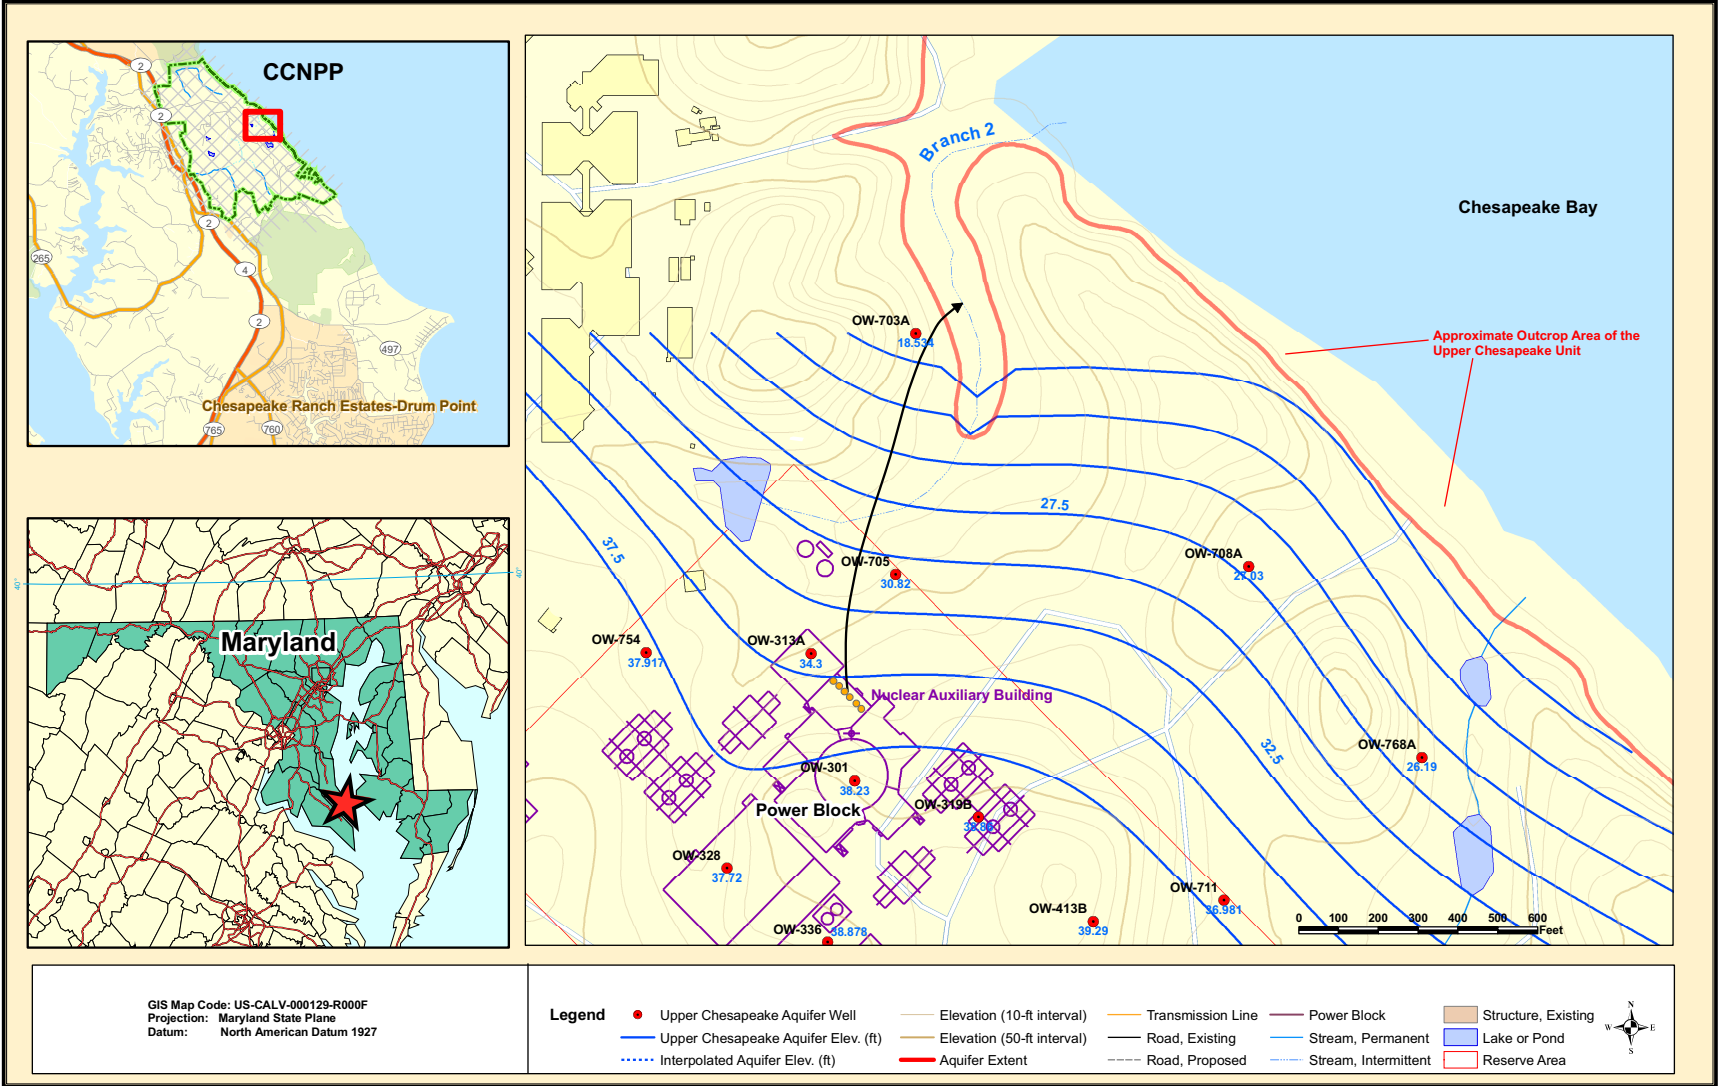 CCNPP
2
2
2
265
4
2
497
Chesapeake Ranch Estates-Drum Point
765
760
40°
40°
Maryland
Branch 2
Chesapeake Bay
Approximate Outcrop Area of the
Upper Chesapeake Unit
OW-703A
18.534
27.5
37.5
OW-705
30.82
OW-708A
27.03
OW-754
37.917
OW-313A
34.3
Nuclear Auxiliary Building
32.5
OW-768A
26.19
OW-301
38.23
Power Block
OW-319B
OW-328
37.72
OW-711
36.981
OW-413B
39.29
OW-336
38.878
0 100 200 300 400 500 600
Feet
GIS Map Code: US-CALV-000129-R000F
Projection: Maryland State Plane
Datum: North American Datum 1927
Legend
Upper Chesapeake Aquifer Well
Upper Chesapeake Aquifer Elev. (ft)
Interpolated Aquifer Elev. (ft)
Elevation (10-ft interval)
Elevation (50-ft interval)
Aquifer Extent
Transmission Line
Road, Existing
Road, Proposed
Power Block
Stream, Permanent
Stream, Intermittent
Structure, Existing
Lake or Pond
Reserve Area
N
W E
S